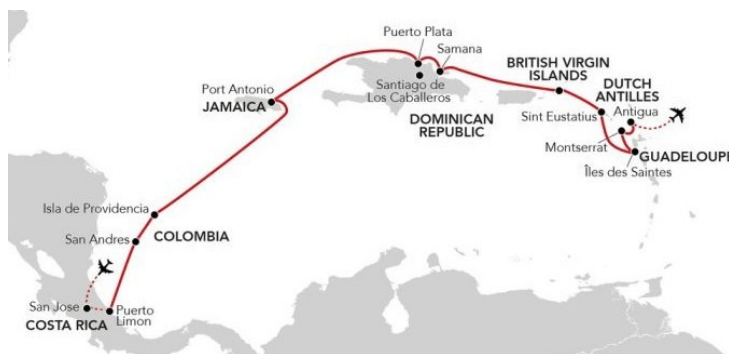 Puerto Plata
Samana
BRITISH VIRGIN
ISLANDS
DUTCH
ANTILLES
Port Antonio
JAMAICA
Santiago de
Los Caballeros
DOMINICAN
REPUBLIC
Antigua
Sint Eustatius
Montserrat
GUADELOUPE
Îles des Saintes
Isla de Providencia
San Andres
COLOMBIA
San Jose
COSTA RICA
Puerto
Limon